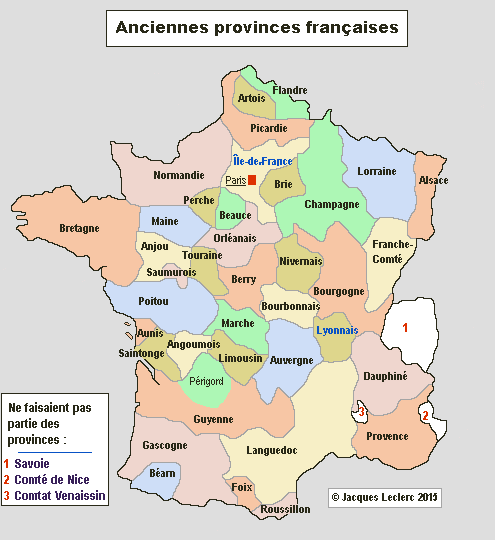 Anciennes provinces françaises
Flandre
Artois
Picardie
Île-de-France
Paris
Brie
Normandie
Lorraine
Alsace
Champagne
Perche
Beauce
Bretagne
Maine
Orléanais
Anjou
Touraine
Franche-
Comté
Nivernais
Saumurois
Berry
Bourgogne
Poitou
Bourbonnais
Marche
Lyonnais
1
Aunis
Angoumois
Saintonge
Limousin
Auvergne
Périgord
Dauphiné
Ne faisaient pas
partie des
provinces :
1 Savoie
2 Comté de Nice
3 Comtat Venaissin
Guyenne
3
2
Provence
Gascogne
Languedoc
Béarn
Foix
Roussillon
© Jacques Leclerc 2015